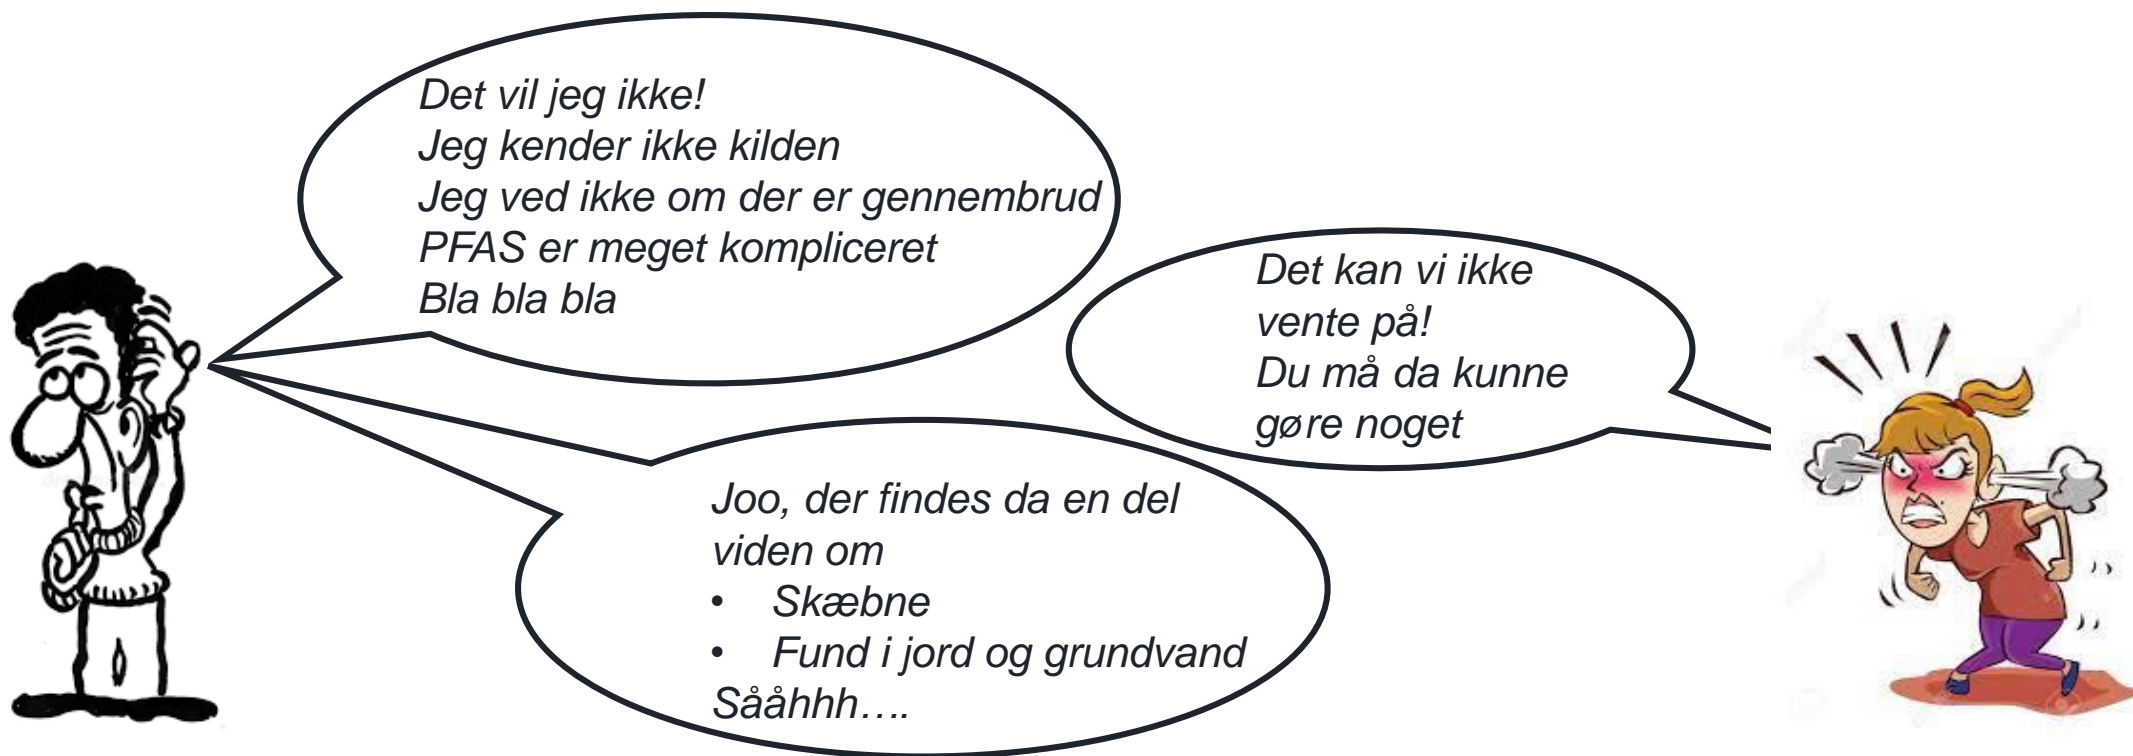 Det vil jeg ikke!
Jeg kender ikke kilden
Jeg ved ikke om der er gennembrud
PFAS er meget kompliceret
Bla bla bla
Det kan vi ikke
vente på!
Du må da kunne
gøre noget
Joo, der findes da en del
viden om
• Skæbne
• Fund i jord og grundvand
Sååhhh….